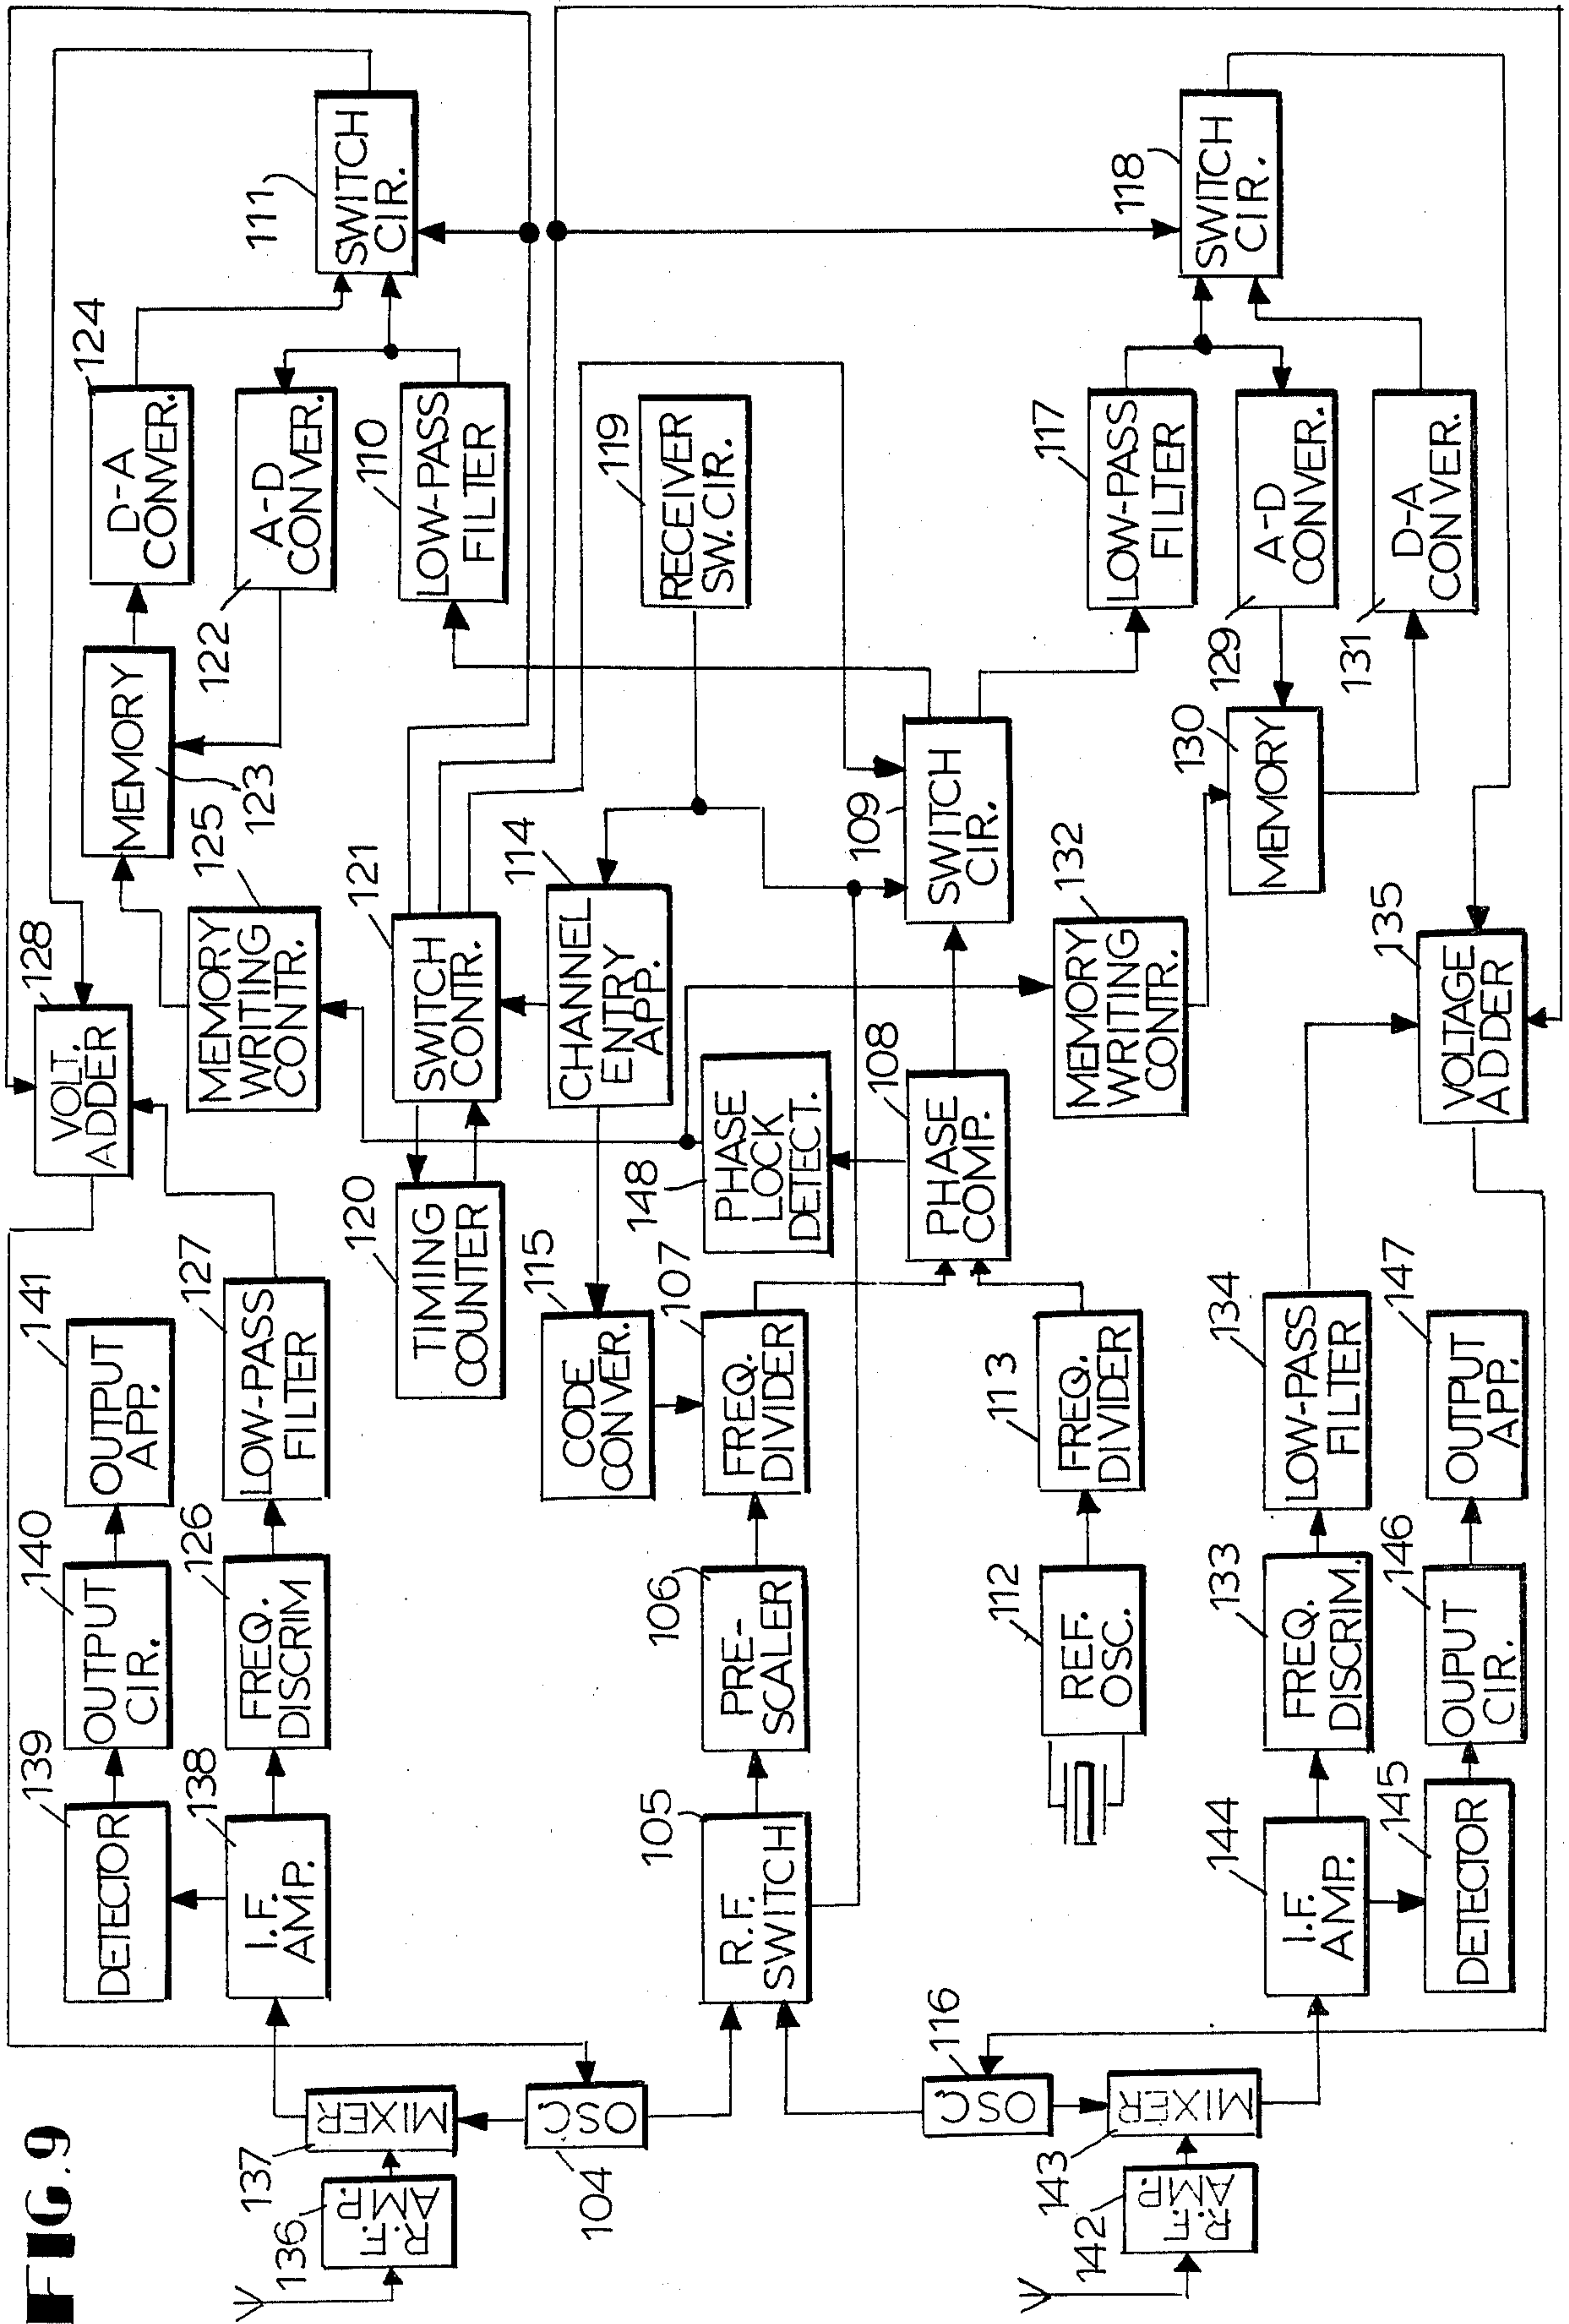 FIG.9
136
R.F.
AMP.
137
MIXER
104
OSC.
139
DETECTOR
140
OUTPUT
CIR.
141
OUTPUT
APP.
138
I.F.
AMP.
126
FREQ.
DISCRIM
127
LOW-PASS
FILTER
128
VOLT.
ADDER
125
MEMORY
WRITING
CONTR.
MEMORY
123
124
D-A
CONVER.
122
A-D
CONVER.
110
LOW-PASS
FILTER
111
SWITCH
CIR.
120
TIMING
COUNTER
121
SWITCH
CONTR.
114
CHANNEL
ENTRY
APP.
119
RECEIVER
SW. CIR.
115
CODE
CONVER.
105
R.F.
SWITCH
106
PRE-
SCALER
107
FREQ.
DIVIDER
148
PHASE
LOCK
DETECT.
108
PHASE
COMP.
109
SWITCH
CIR.
112
REF.
OSC.
113
FREQ.
DIVIDER
132
MEMORY
WRITING
CONTR.
130
MEMORY
117
LOW-PASS
FILTER
129
A-D
CONVER.
131
D-A
CONVER.
118
SWITCH
CIR.
116
OSC.
142
R.F.
AMP.
143
MIXER
144
I.F.
AMP.
133
FREQ.
DISCRIM.
134
LOW-PASS
FILTER
135
VOLTAGE
ADDER
145
DETECTOR
146
OUPUT
CIR.
147
OUTPUT
APP.